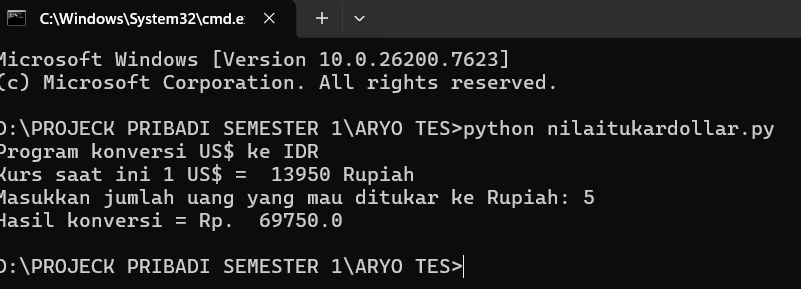 C:\Windows\System32\cmd.e
Microsoft Windows [Version 10.0.26200.7623]
(c) Microsoft Corporation. All rights reserved.
D:\PROJECK PRIBADI SEMESTER 1\ARYO TES>python nilaitukardollar.py
Program konversi US$ ke IDR
Kurs saat ini 1 US$ =  13950 Rupiah
Masukkan jumlah uang yang mau ditukar ke Rupiah: 5
Hasil konversi = Rp.  69750.0
D:\PROJECK PRIBADI SEMESTER 1\ARYO TES>